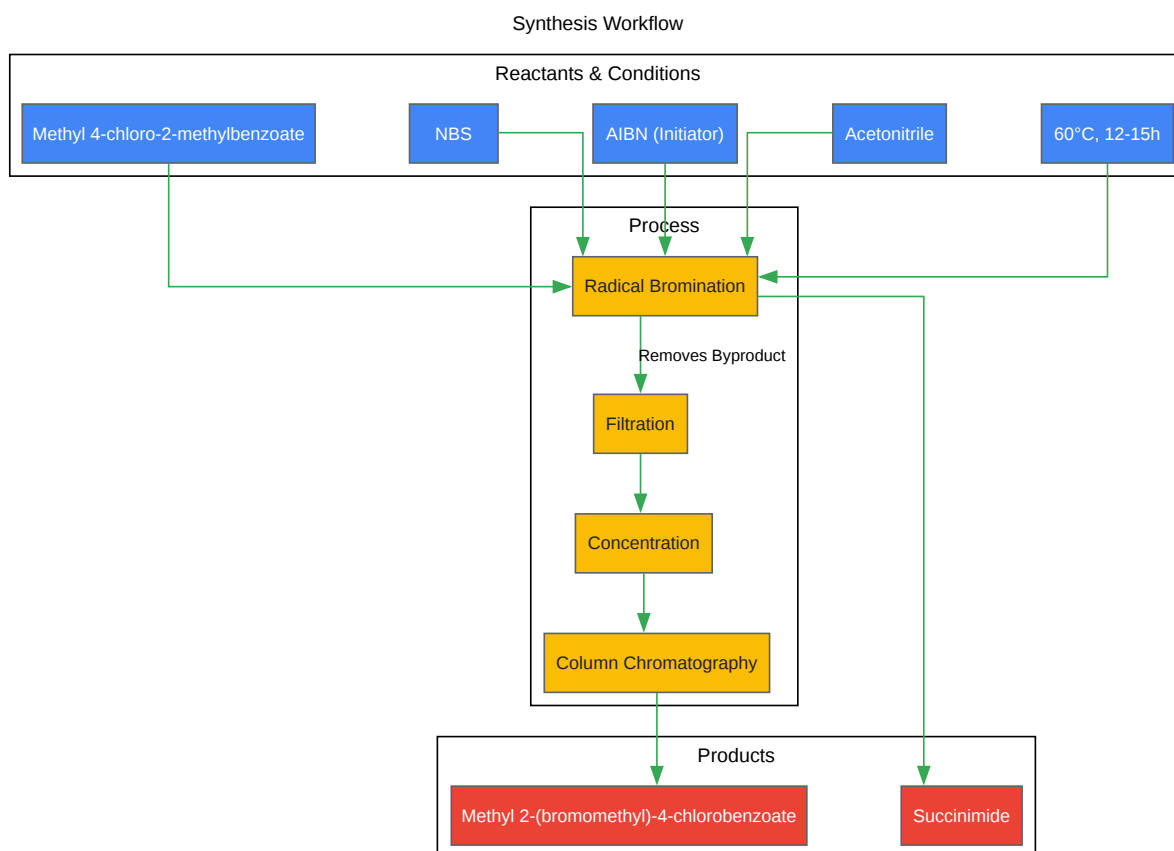 Synthesis Workflow
Reactants & Conditions
Methyl 4-chloro-2-methylbenzoate
NBS
AIBN (Initiator)
Acetonitrile
60°C, 12-15h
Process
Radical Bromination
Removes Byproduct
Filtration
Concentration
Column Chromatography
Products
Methyl 2-(bromomethyl)-4-chlorobenzoate
Succinimide